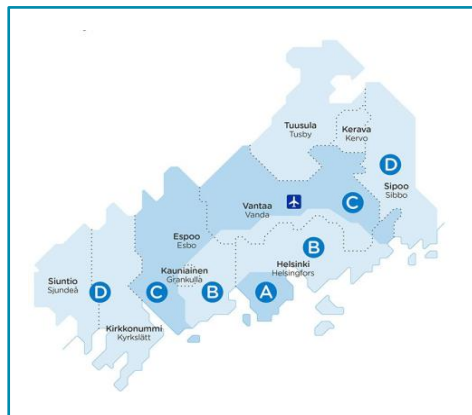 Tuusula
Tusby
Kerava
Kervo
D
Sipoo
Sibbo
C
Vantaa
Vanda
Espoo
Esbo
B
Helsinki
Helsingfors
Kauniainen
Grankulla
Siuntio
Sjundeå
D
C
B
A
Kirkkonummi
Kyrkslätt